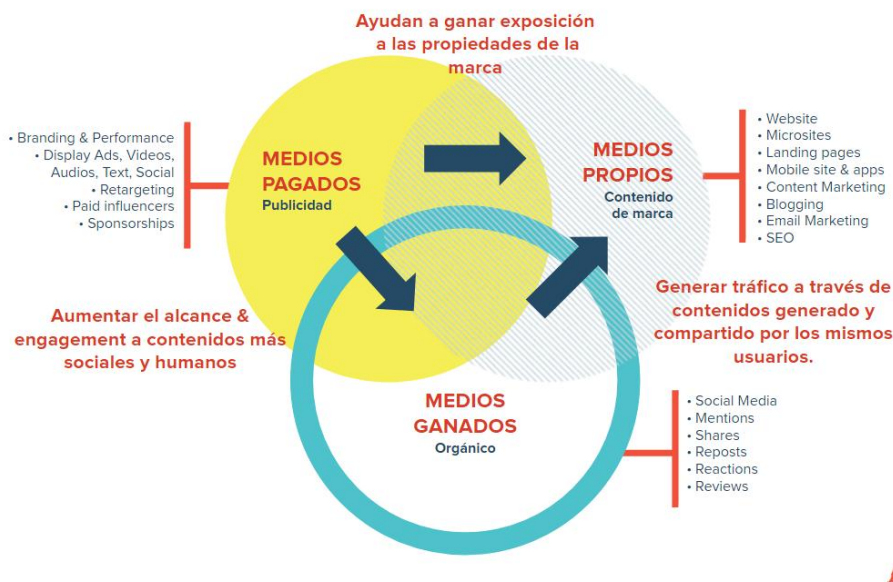 Ayudan a ganar exposición
a las propiedades de la
marca
• Branding & Performance
• Display Ads, Videos,
Audios, Text, Social
• Retargeting
• Paid influencers
• Sponsorships
MEDIOS
PAGADOS
Publicidad
MEDIOS
PROPIOS
Contenido
de marca
• Website
• Microsites
• Landing pages
• Mobile site & apps
• Content Marketing
• Blogging
• Email Marketing
• SEO
Aumentar el alcance &
engagement a contenidos más
sociales y humanos
Generar tráfico a través de
contenidos generado y
compartido por los mismos
usuarios.
MEDIOS
GANADOS
Orgánico
• Social Media
• Mentions
• Shares
• Reposts
• Reactions
• Reviews